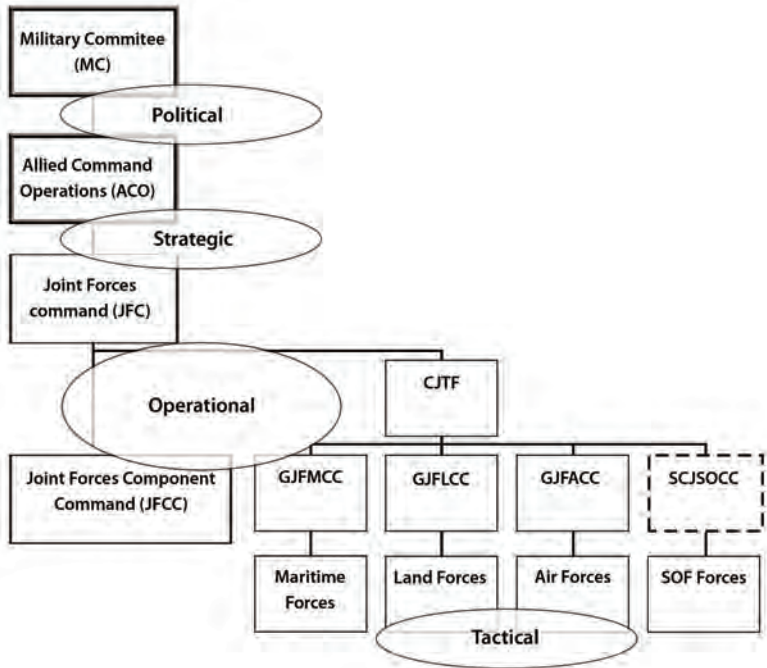 Military Commitee
(MC)
Political
Allied Command
Operations (ACO)
Strategic
Joint Forces
command (JFC)
Operational
CJTF
Joint Forces Component
Command (JFCC)
GJFMCC
GJFLCC
GJFACC
SCJSOCC
Maritime
Forces
Land Forces
Air Forces
SOF Forces
Tactical